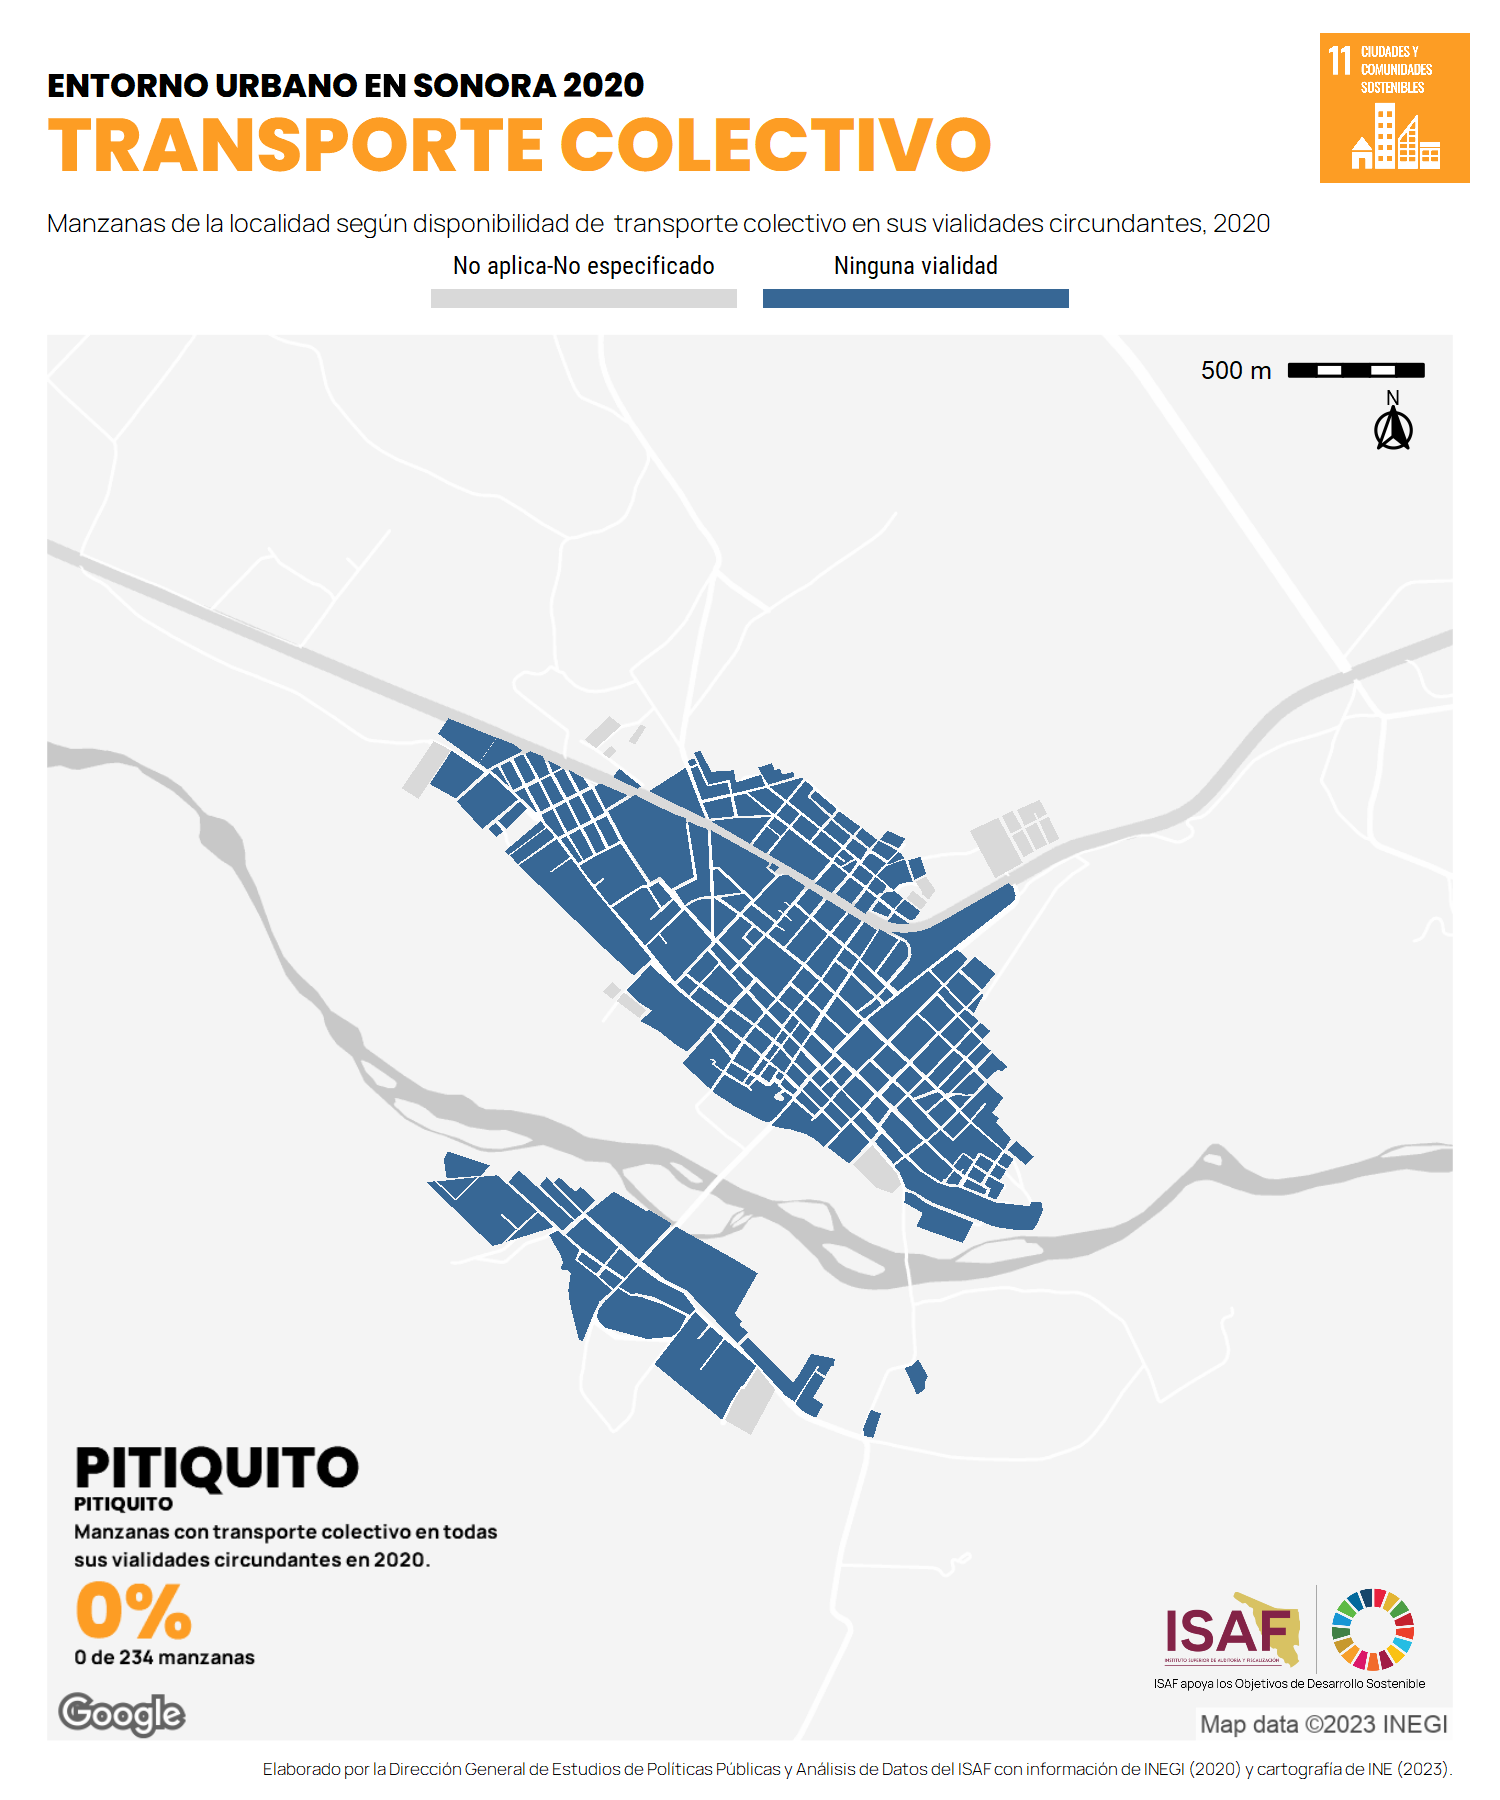 ENTORNO URBANO EN SONORA 2020
TRANSPORTE COLECTIVO
11 CIUDADES Y
COMUNIDADES
SOSTENIBLES
Manzanas de la localidad según disponibilidad de transporte colectivo en sus vialidades circundantes, 2020
No aplica-No especificado
Ninguna vialidad
500 m
N
PITIQUITO
PITIQUITO
Manzanas con transporte colectivo en todas
sus vialidades circundantes en 2020.
0%
0 de 234 manzanas
ISAF
INSTITUTO SUPERIOR DE AUDITORÍA Y FISCALIZACIÓN
ISAF apoya los Objetivos de Desarrollo Sostenible
Google
Map data ©2023 INEGI
Elaborado por la Dirección General de Estudios de Políticas Públicas y Análisis de Datos del ISAF con información de INEGI (2020) y cartografía de INE (2023).